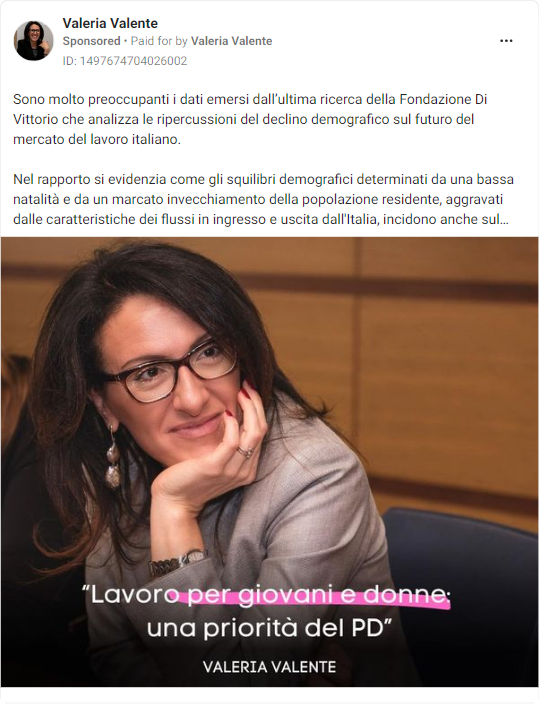 Valeria Valente
Sponsored • Paid for by Valeria Valente
ID: 1497674704026002
Sono molto preoccupanti i dati emersi dall’ultima ricerca della Fondazione Di
Vittorio che analizza le ripercussioni del declino demografico sul futuro del
mercato del lavoro italiano.
Nel rapporto si evidenzia come gli squilibri demografici determinati da una bassa
natalità e da un marcato invecchiamento della popolazione residente, aggravati
dalle caratteristiche dei flussi in ingresso e uscita dall'Italia, incidono anche sul...
“Lavoro per giovani e donne:
una priorità del PD”
VALERIA VALENTE